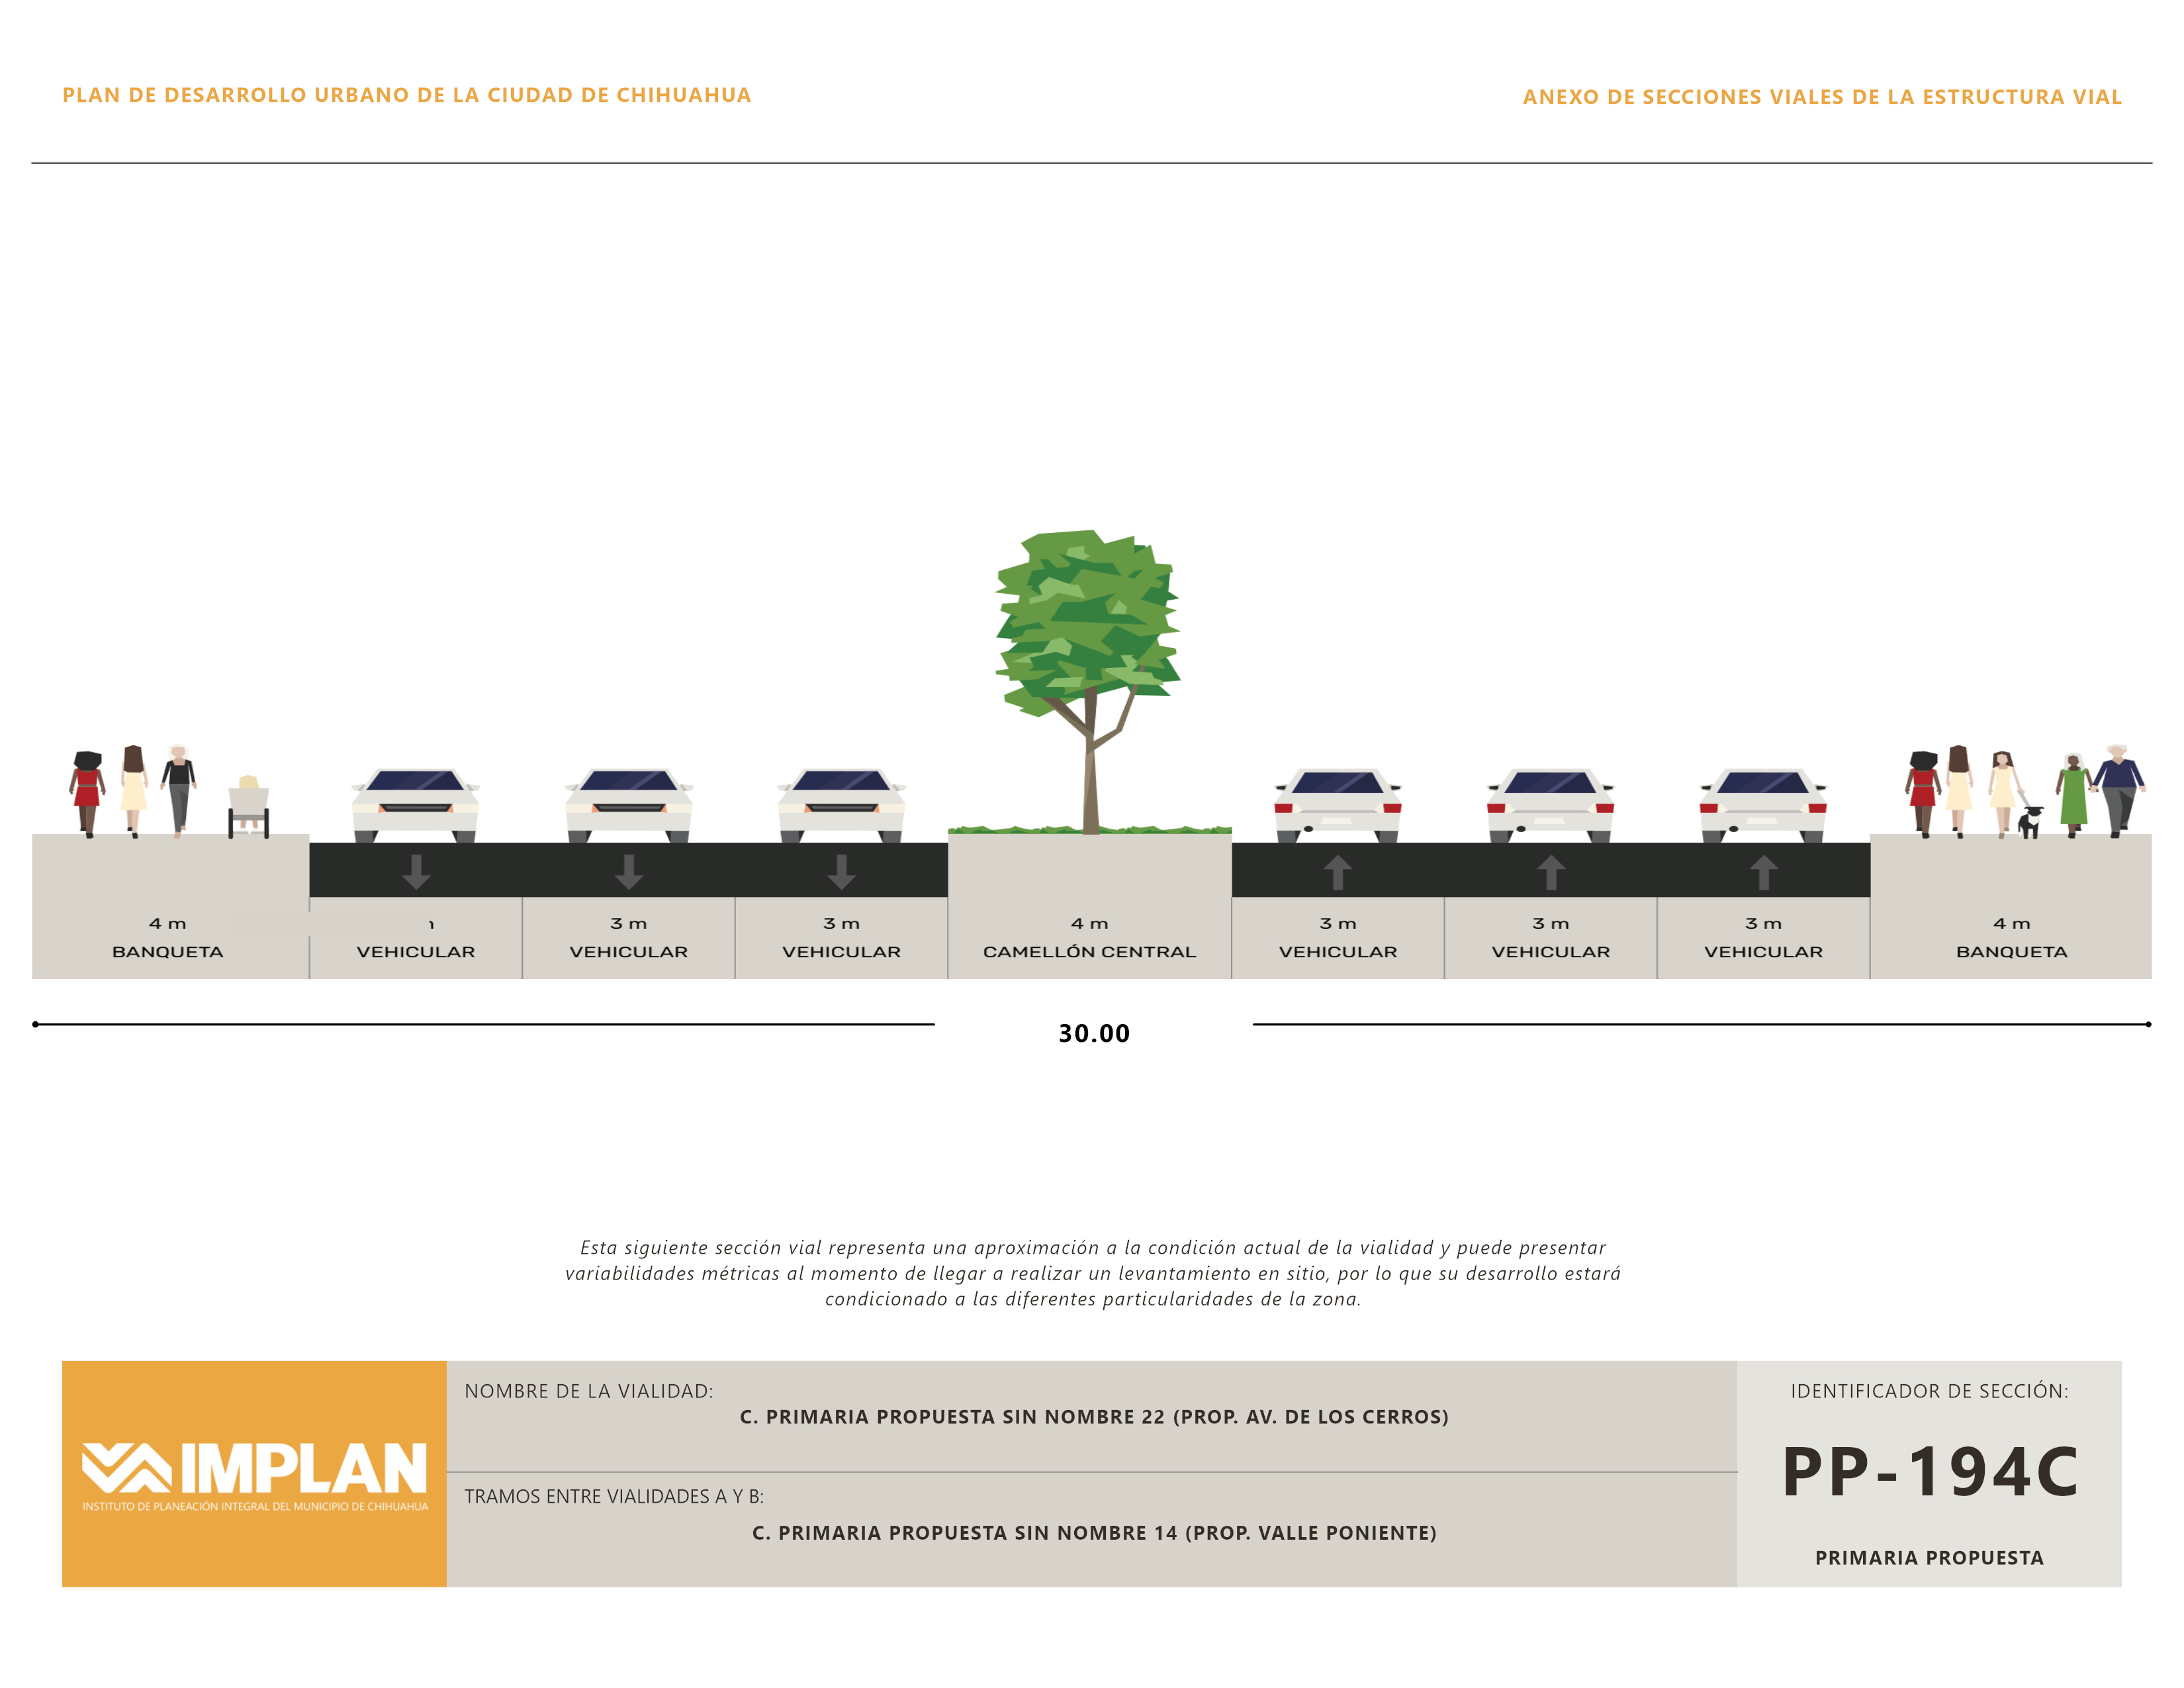 PLAN DE DESARROLLO URBANO DE LA CIUDAD DE CHIHUAHUA
ANEXO DE SECCIONES VIALES DE LA ESTRUCTURA VIAL
4 m
BANQUETA
VEHICULAR
3 m
VEHICULAR
3 m
VEHICULAR
4 m
CAMELLÓN CENTRAL
3 m
VEHICULAR
3 m
VEHICULAR
3 m
VEHICULAR
4 m
BANQUETA
30.00
Esta siguiente sección vial representa una aproximación a la condición actual de la vialidad y puede presentar
variabilidades métricas al momento de llegar a realizar un levantamiento en sitio, por lo que su desarrollo estará
condicionado a las diferentes particularidades de la zona.
IMPLAN
INSTITUTO DE PLANEACIÓN INTEGRAL DEL MUNICIPIO DE CHIHUAHUA
NOMBRE DE LA VIALIDAD:
C. PRIMARIA PROPUESTA SIN NOMBRE 22 (PROP. AV. DE LOS CERROS)
TRAMOS ENTRE VIALIDADES A Y B:
C. PRIMARIA PROPUESTA SIN NOMBRE 14 (PROP. VALLE PONIENTE)
IDENTIFICADOR DE SECCIÓN:
PP-194C
PRIMARIA PROPUESTA